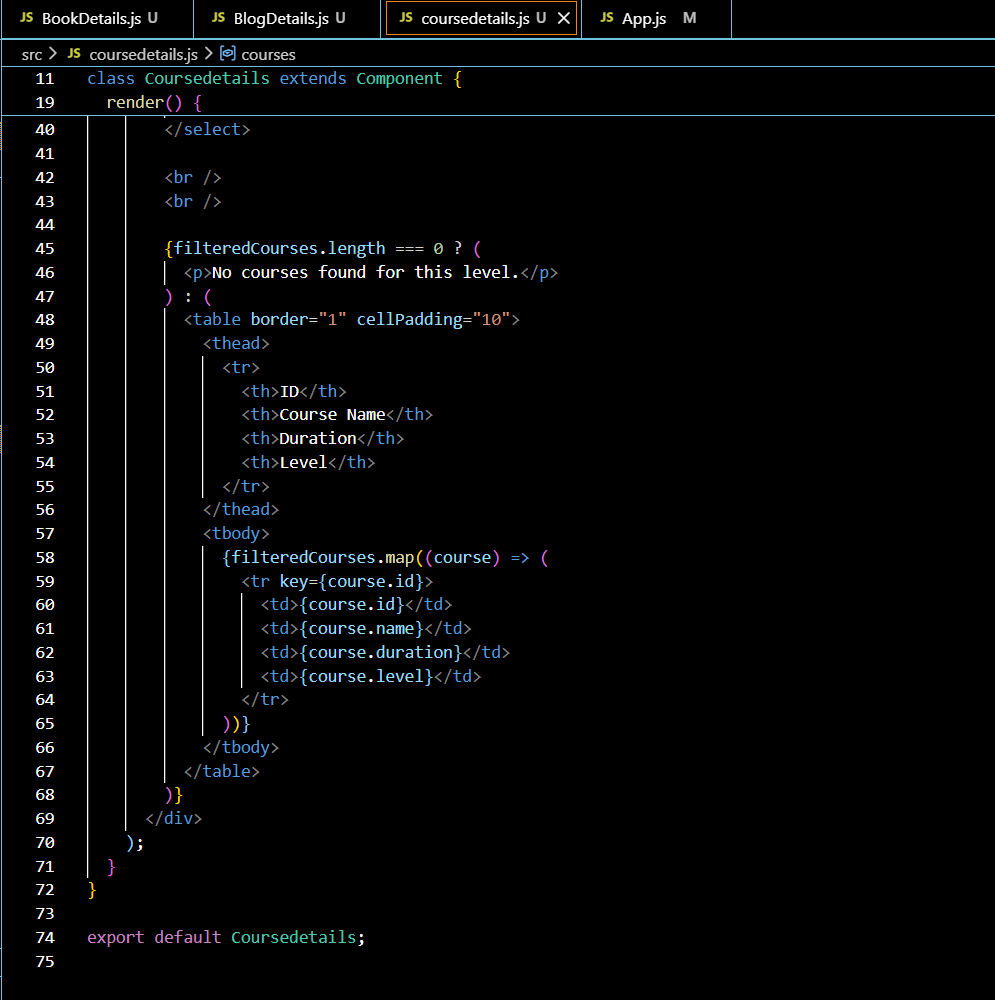 JS BookDetails.js U JS BlogDetails.js U JS coursedetails.js U JS App.js M
src > JS coursedetails.js > courses
11 class Coursedetails extends Component {
19   render() {
40         </select>
41
42         <br />
43         <br />
44
45         {filteredCourses.length === 0 ? (
46           <p>No courses found for this level.</p>
47         ) : (
48           <table border="1" cellPadding="10">
49             <thead>
50               <tr>
51                 <th>ID</th>
52                 <th>Course Name</th>
53                 <th>Duration</th>
54                 <th>Level</th>
55               </tr>
56             </thead>
57             <tbody>
58               {filteredCourses.map((course) => (
59                 <tr key={course.id}>
60                   <td>{course.id}</td>
61                   <td>{course.name}</td>
62                   <td>{course.duration}</td>
63                   <td>{course.level}</td>
64                 </tr>
65               ))}
66             </tbody>
67           </table>
68         )}
69       </div>
70     );
71   }
72 }
73
74 export default Coursedetails;
75